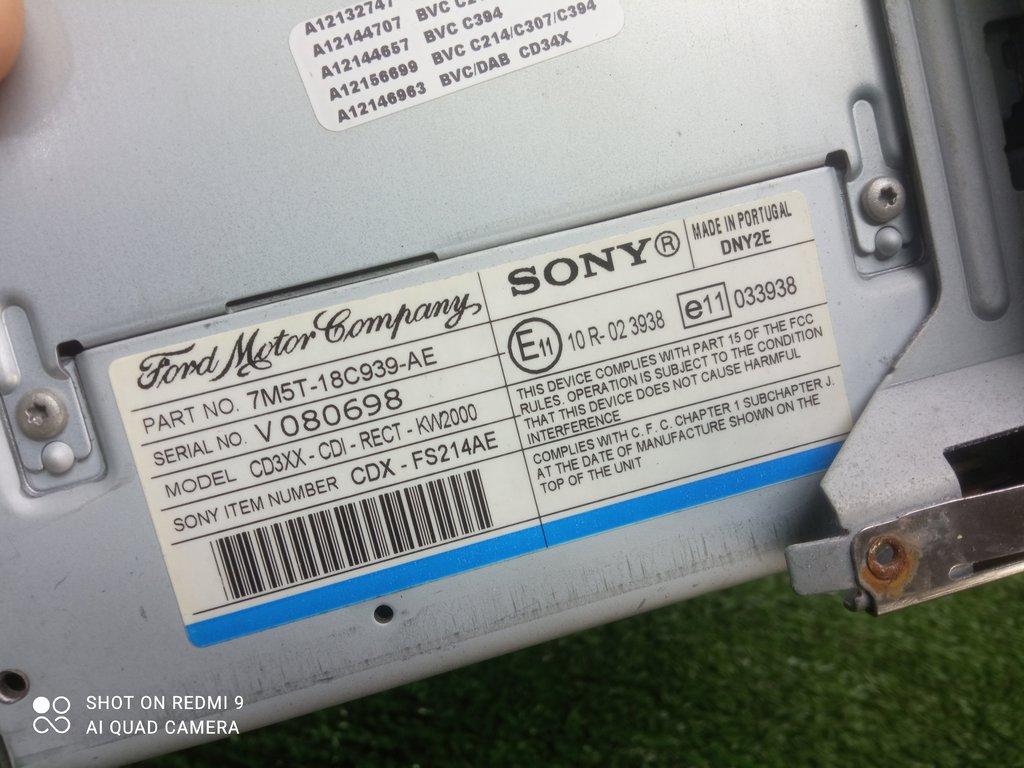 A12132747 BVC
A12144707 BVC C394
A12144657 BVC C214/C307/C394
A12156699 BVC/DAB CD34X
A12146963
Ford Motor Company,
PART NO. 7M5T-18C939-AE
SERIAL NO. V 080698
MODEL CD3XX - CDI - RECT - KW2000
SONY ITEM NUMBER CDX - FS214AE
SONY®
MADE IN PORTUGAL
DNY2E
E11 10 R - 02 3938 e11 033938
THIS DEVICE COMPLIES WITH PART 15 OF THE FCC
RULES. OPERATION IS SUBJECT TO THE CONDITION
THAT THIS DEVICE DOES NOT CAUSE HARMFUL
INTERFERENCE
COMPLIES WITH C. F. C. CHAPTER 1 SUBCHAPTER J.
AT THE DATE OF MANUFACTURE SHOWN ON THE
TOP OF THE UNIT
SHOT ON REDMI 9
AI QUAD CAMERA